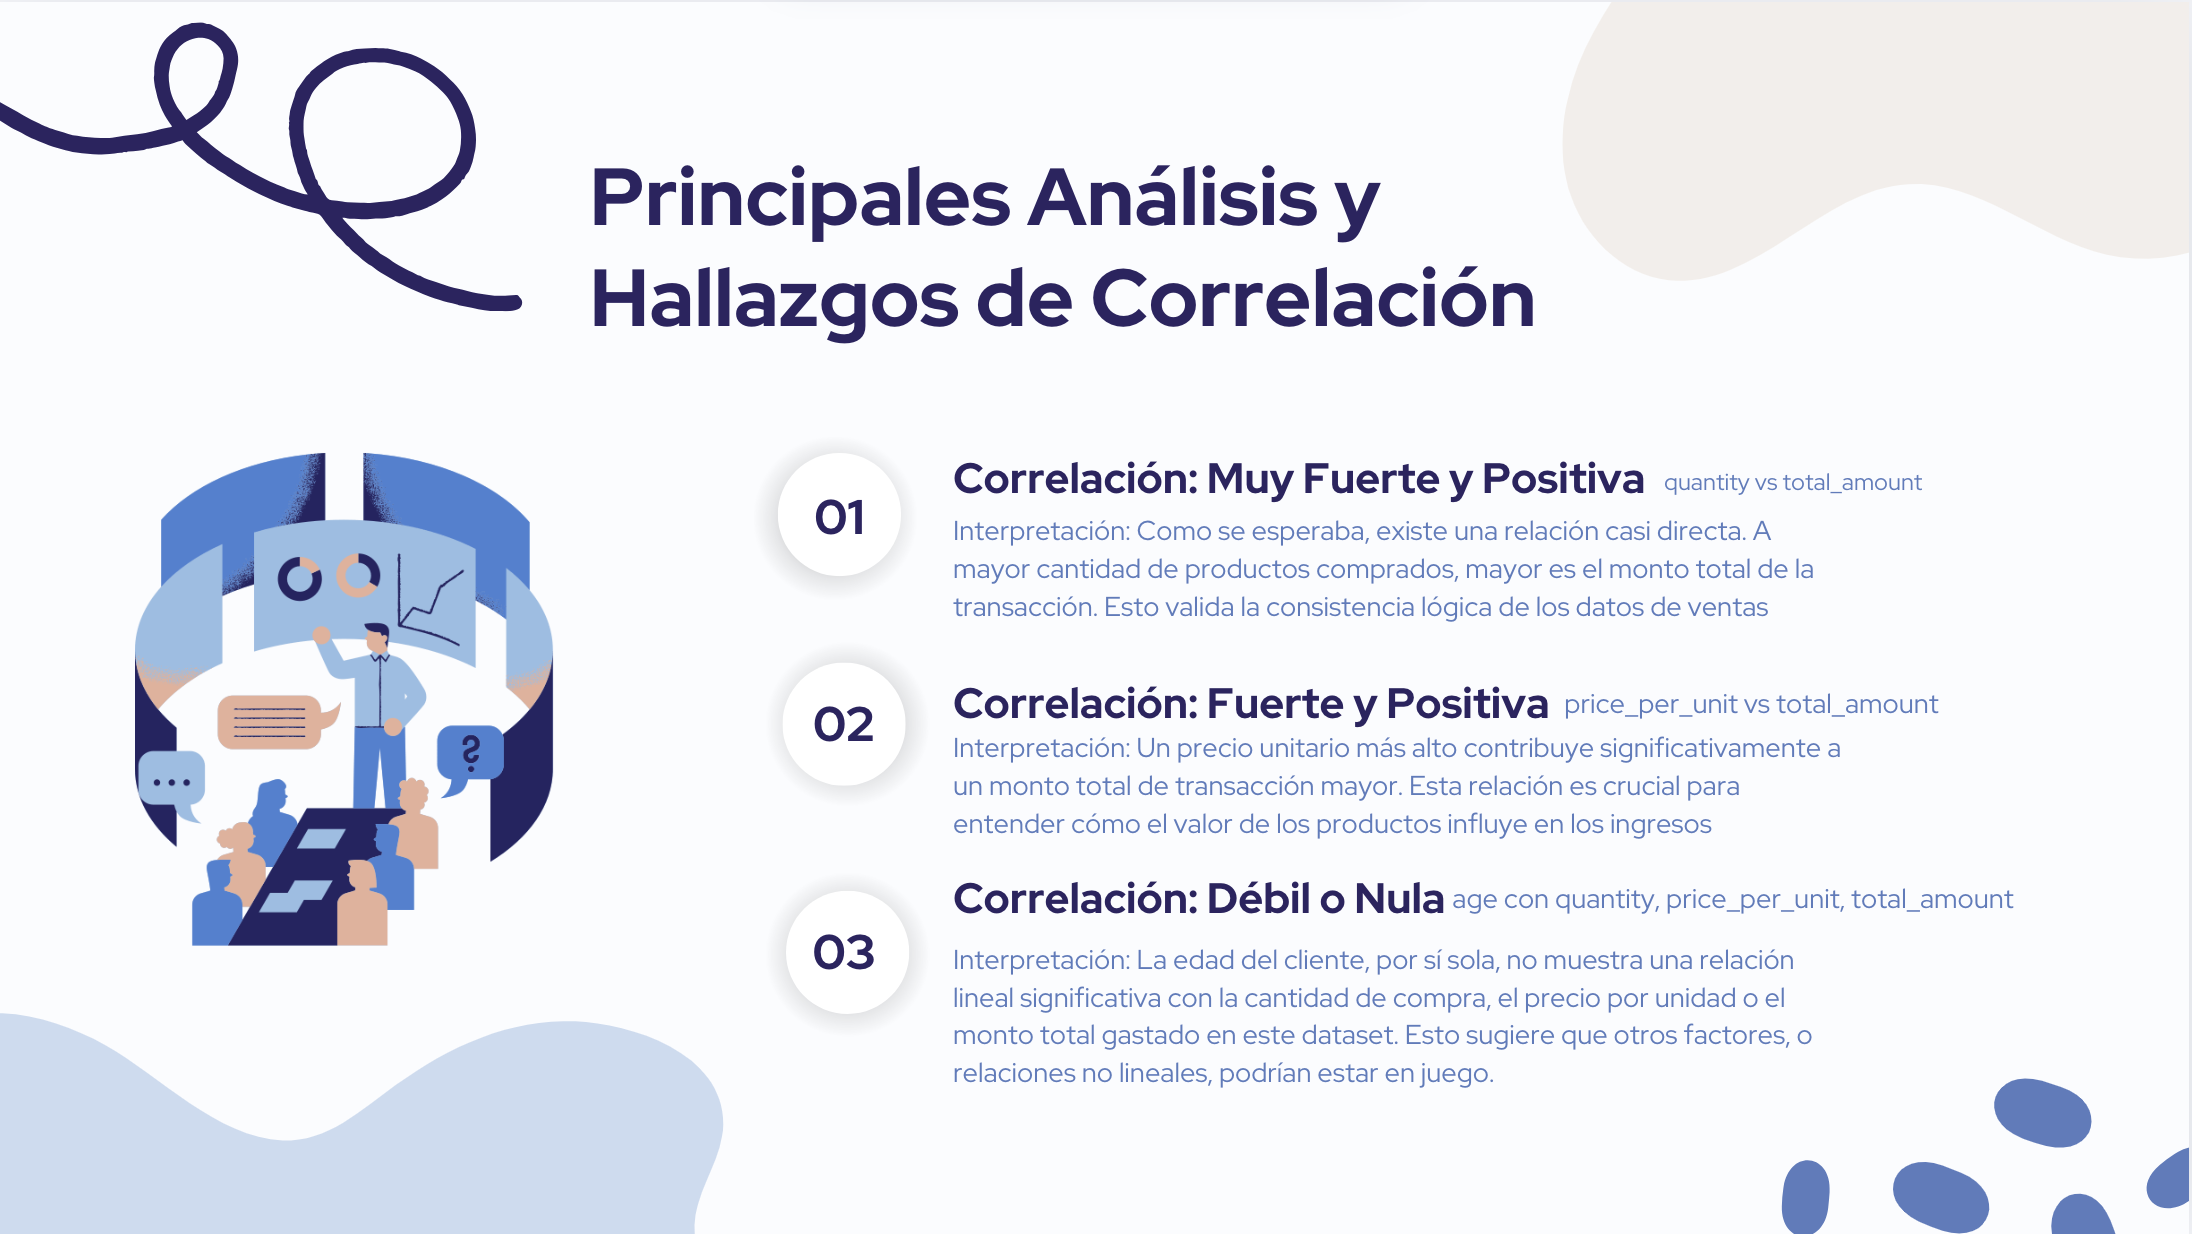 Principales Análisis y
Hallazgos de Correlación
01
Correlación: Muy Fuerte y Positiva quantity vs total_amount
Interpretación: Como se esperaba, existe una relación casi directa. A
mayor cantidad de productos comprados, mayor es el monto total de la
transacción. Esto valida la consistencia lógica de los datos de ventas
02
Correlación: Fuerte y Positiva price_per_unit vs total_amount
Interpretación: Un precio unitario más alto contribuye significativamente a
un monto total de transacción mayor. Esta relación es crucial para
entender cómo el valor de los productos influye en los ingresos
03
Correlación: Débil o Nula age con quantity, price_per_unit, total_amount
Interpretación: La edad del cliente, por sí sola, no muestra una relación
lineal significativa con la cantidad de compra, el precio por unidad o el
monto total gastado en este dataset. Esto sugiere que otros factores, o
relaciones no lineales, podrían estar en juego.